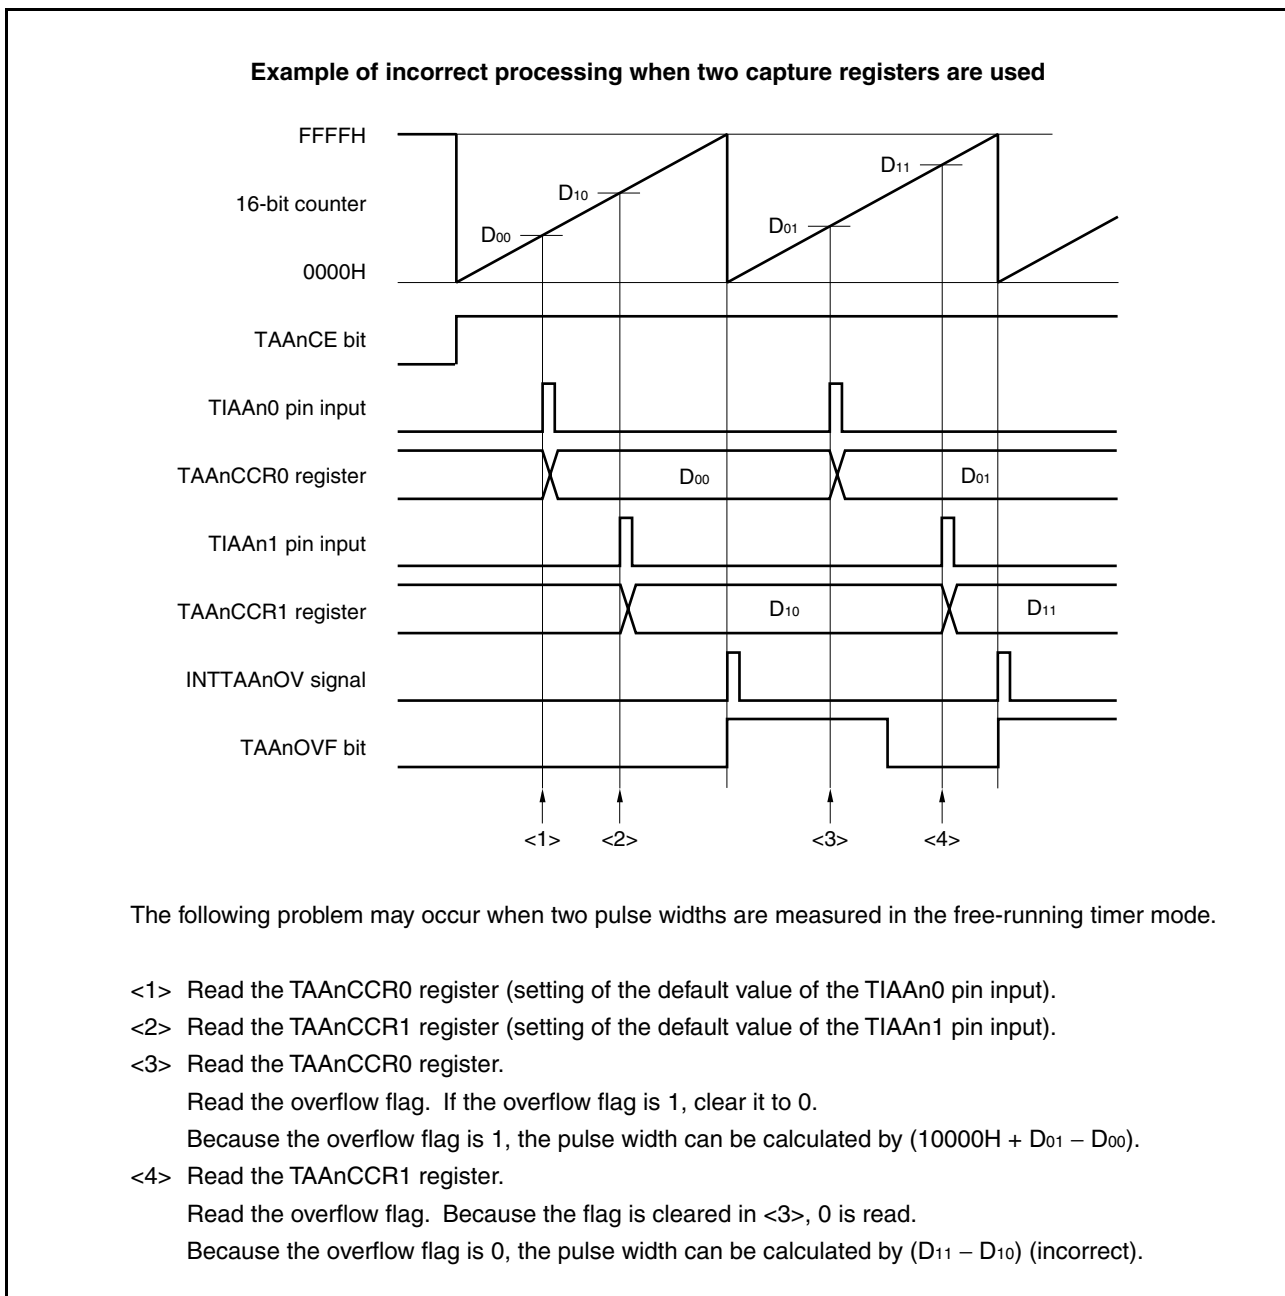 Example of incorrect processing when two capture registers are used
FFFFH
D11
D10
16-bit counter
D01
D00
0000H
TAAnCE bit
TIAAn0 pin input
TAAnCCR0 register
D00
D01
TIAAn1 pin input
TAAnCCR1 register
D10
D11
INTTAAnOV signal
TAAnOVF bit
<1> <2> <3> <4>
The following problem may occur when two pulse widths are measured in the free-running timer mode.
<1> Read the TAAnCCR0 register (setting of the default value of the TIAAn0 pin input).
<2> Read the TAAnCCR1 register (setting of the default value of the TIAAn1 pin input).
<3> Read the TAAnCCR0 register.
Read the overflow flag. If the overflow flag is 1, clear it to 0.
Because the overflow flag is 1, the pulse width can be calculated by (10000H + D01 − D00).
<4> Read the TAAnCCR1 register.
Read the overflow flag. Because the flag is cleared in <3>, 0 is read.
Because the overflow flag is 0, the pulse width can be calculated by (D11 − D10) (incorrect).